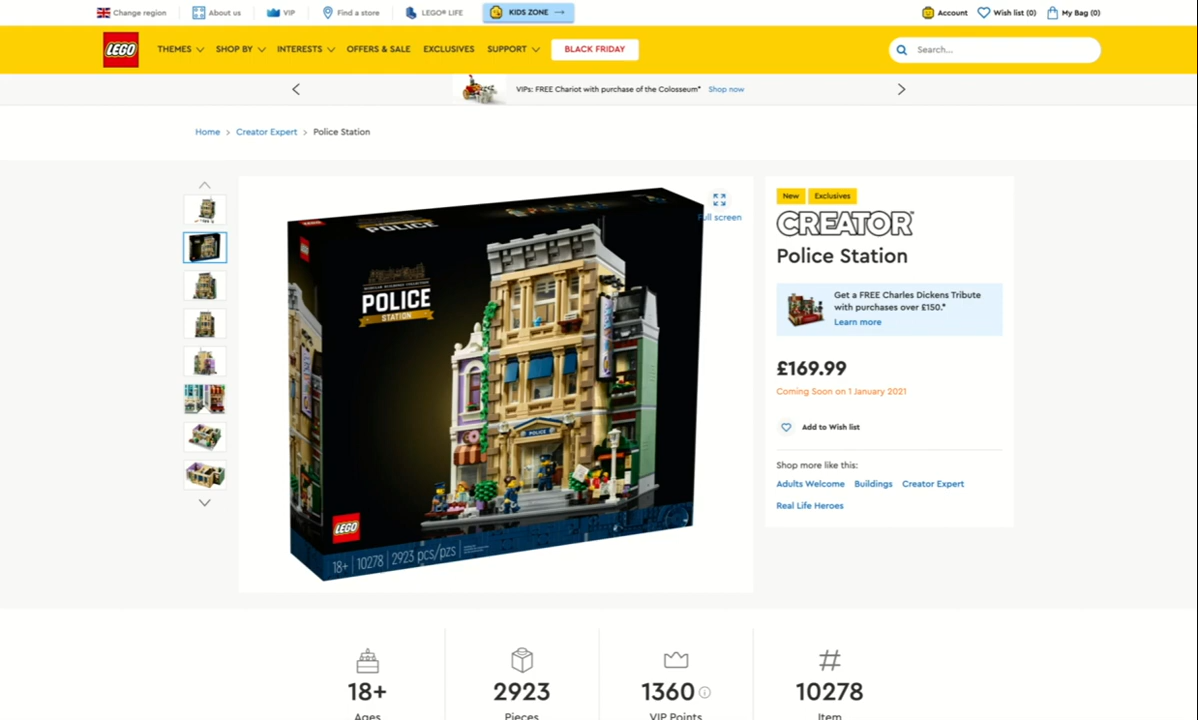 Change region
About us
VIP
Find a store
LEGO® LIFE
KIDS ZONE →
Account
Wish list (0)
My Bag (0)
LEGO
THEMES
SHOP BY
INTERESTS
OFFERS & SALE
EXCLUSIVES
SUPPORT
BLACK FRIDAY
Search...
VIPs: FREE Chariot with purchase of the Colosseum* Shop now
Home > Creator Expert > Police Station
Full screen
POLICE
POLICE
STATION
POLICE
LEGO
18+ | 10278 | 2923 pcs/pzs
New
Exclusives
CREATOR
Police Station
Get a FREE Charles Dickens Tribute
with purchases over £150.*
Learn more
£169.99
Coming Soon on 1 January 2021
Add to Wish list
Shop more like this:
Adults Welcome
Buildings
Creator Expert
Real Life Heroes
18+
Ages
2923
Pieces
1360
VIP Points
#
10278
Item